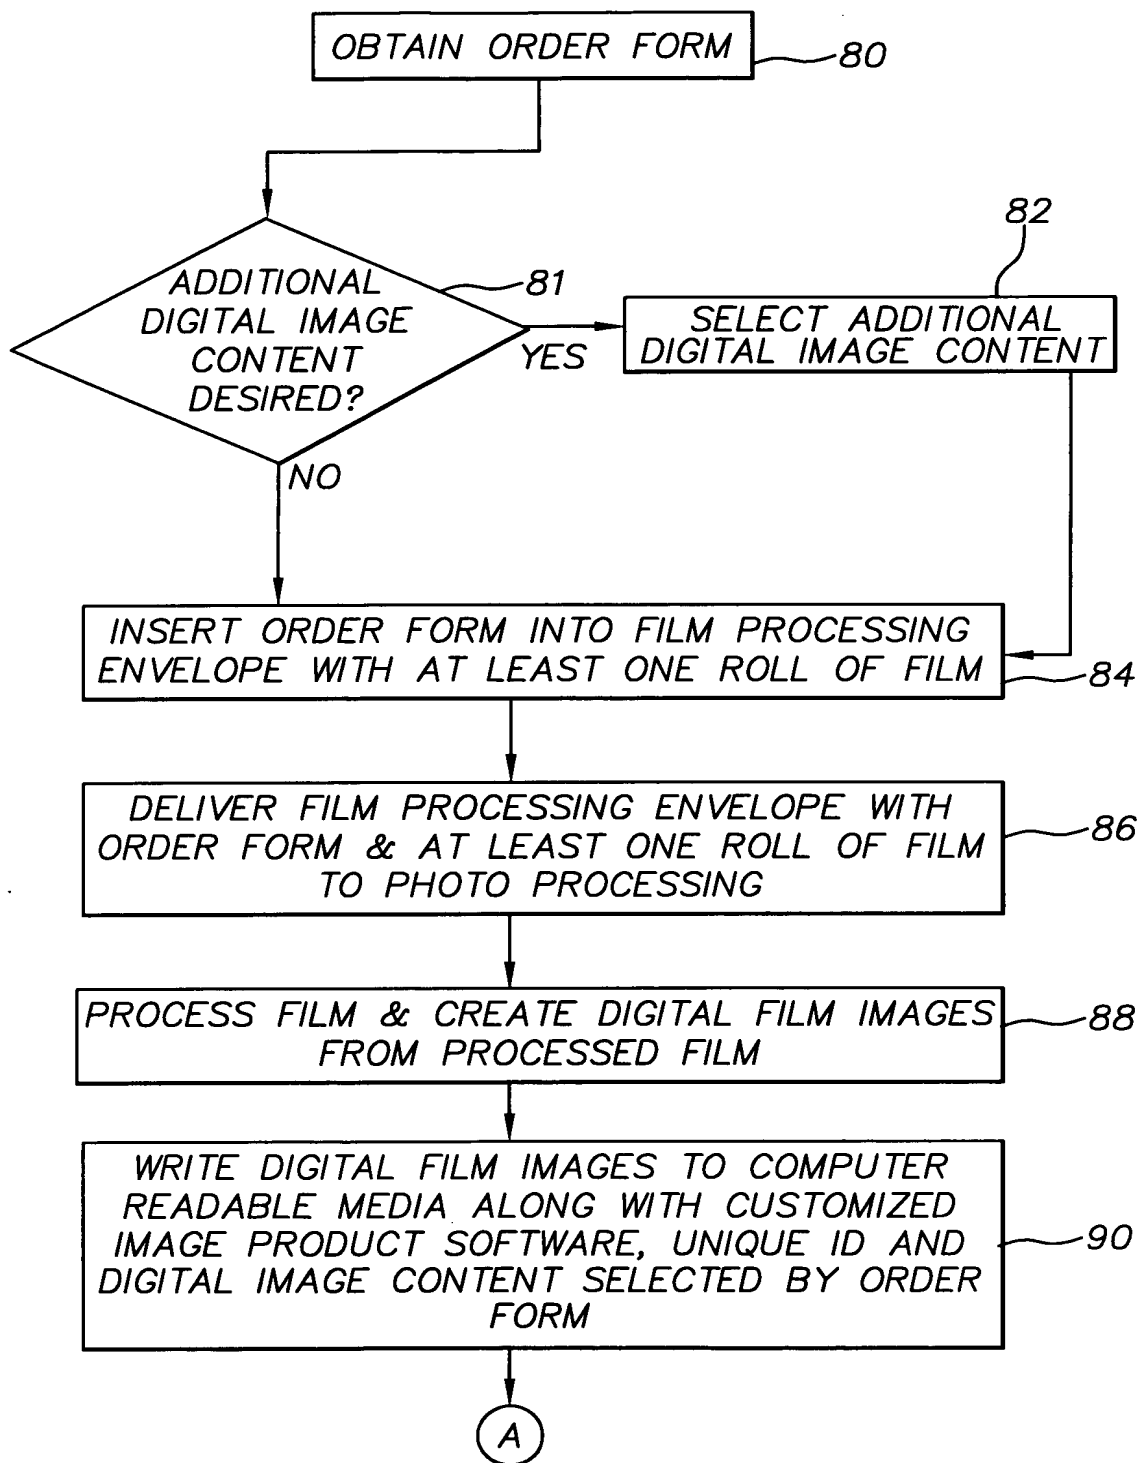 OBTAIN ORDER FORM
80
82
ADDITIONAL
DIGITAL IMAGE
CONTENT
DESIRED?
81
YES
SELECT ADDITIONAL
DIGITAL IMAGE CONTENT
NO
INSERT ORDER FORM INTO FILM PROCESSING
ENVELOPE WITH AT LEAST ONE ROLL OF FILM
84
DELIVER FILM PROCESSING ENVELOPE WITH
ORDER FORM & AT LEAST ONE ROLL OF FILM
TO PHOTO PROCESSING
86
PROCESS FILM & CREATE DIGITAL FILM IMAGES
FROM PROCESSED FILM
88
WRITE DIGITAL FILM IMAGES TO COMPUTER
READABLE MEDIA ALONG WITH CUSTOMIZED
IMAGE PRODUCT SOFTWARE, UNIQUE ID AND
DIGITAL IMAGE CONTENT SELECTED BY ORDER
FORM
90
A